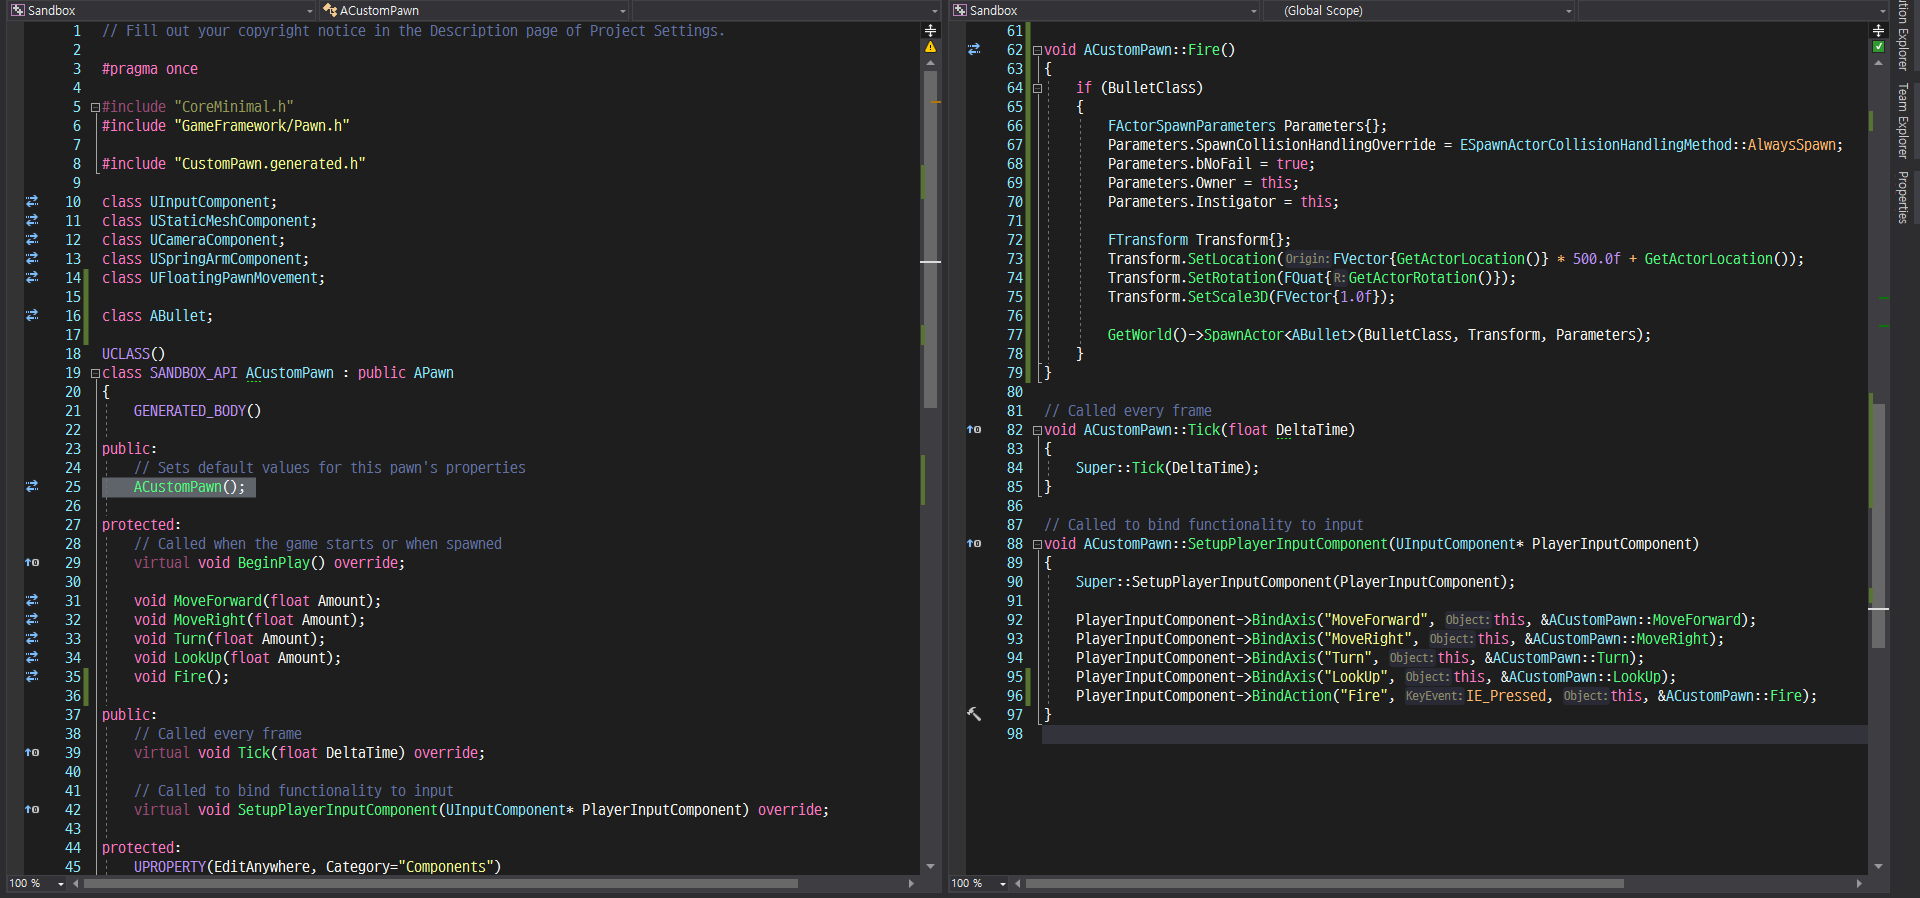 Sandbox
ACustomPawn
1 // Fill out your copyright notice in the Description page of Project Settings.
2
3 #pragma once
4
5 #include "CoreMinimal.h"
6 #include "GameFramework/Pawn.h"
7
8 #include "CustomPawn.generated.h"
9
10 class UInputComponent;
11 class UStaticMeshComponent;
12 class UCameraComponent;
13 class USpringArmComponent;
14 class UFloatingPawnMovement;
15
16 class ABullet;
17
18 UCLASS()
19 class SANDBOX_API ACustomPawn : public APawn
20 {
21 GENERATED_BODY()
22
23 public:
24 // Sets default values for this pawn's properties
25 ACustomPawn();
26
27 protected:
28 // Called when the game starts or when spawned
29 virtual void BeginPlay() override;
30
31 void MoveForward(float Amount);
32 void MoveRight(float Amount);
33 void Turn(float Amount);
34 void LookUp(float Amount);
35 void Fire();
36
37 public:
38 // Called every frame
39 virtual void Tick(float DeltaTime) override;
40
41 // Called to bind functionality to input
42 virtual void SetupPlayerInputComponent(UInputComponent* PlayerInputComponent) override;
43
44 protected:
45 UPROPERTY(EditAnywhere, Category="Components")
100 %
Sandbox
(Global Scope)
61
62 void ACustomPawn::Fire()
63 {
64 if (BulletClass)
65 {
66 FActorSpawnParameters Parameters{};
67 Parameters.SpawnCollisionHandlingOverride = ESpawnActorCollisionHandlingMethod::AlwaysSpawn;
68 Parameters.bNoFail = true;
69 Parameters.Owner = this;
70 Parameters.Instigator = this;
71
72 FTransform Transform{};
73 Transform.SetLocation(Origin:FVector{GetActorLocation()} * 500.0f + GetActorLocation());
74 Transform.SetRotation(FQuat{R:GetActorRotation()});
75 Transform.SetScale3D(FVector{1.0f});
76
77 GetWorld()->SpawnActor<ABullet>(BulletClass, Transform, Parameters);
78 }
79 }
80
81 // Called every frame
82 void ACustomPawn::Tick(float DeltaTime)
83 {
84 Super::Tick(DeltaTime);
85 }
86
87 // Called to bind functionality to input
88 void ACustomPawn::SetupPlayerInputComponent(UInputComponent* PlayerInputComponent)
89 {
90 Super::SetupPlayerInputComponent(PlayerInputComponent);
91
92 PlayerInputComponent->BindAxis("MoveForward", Object:this, &ACustomPawn::MoveForward);
93 PlayerInputComponent->BindAxis("MoveRight", Object:this, &ACustomPawn::MoveRight);
94 PlayerInputComponent->BindAxis("Turn", Object:this, &ACustomPawn::Turn);
95 PlayerInputComponent->BindAxis("LookUp", Object:this, &ACustomPawn::LookUp);
96 PlayerInputComponent->BindAction("Fire", KeyEvent:IE_Pressed, Object:this, &ACustomPawn::Fire);
97 }
98
100 %
Explorer
Team Explorer
Properties